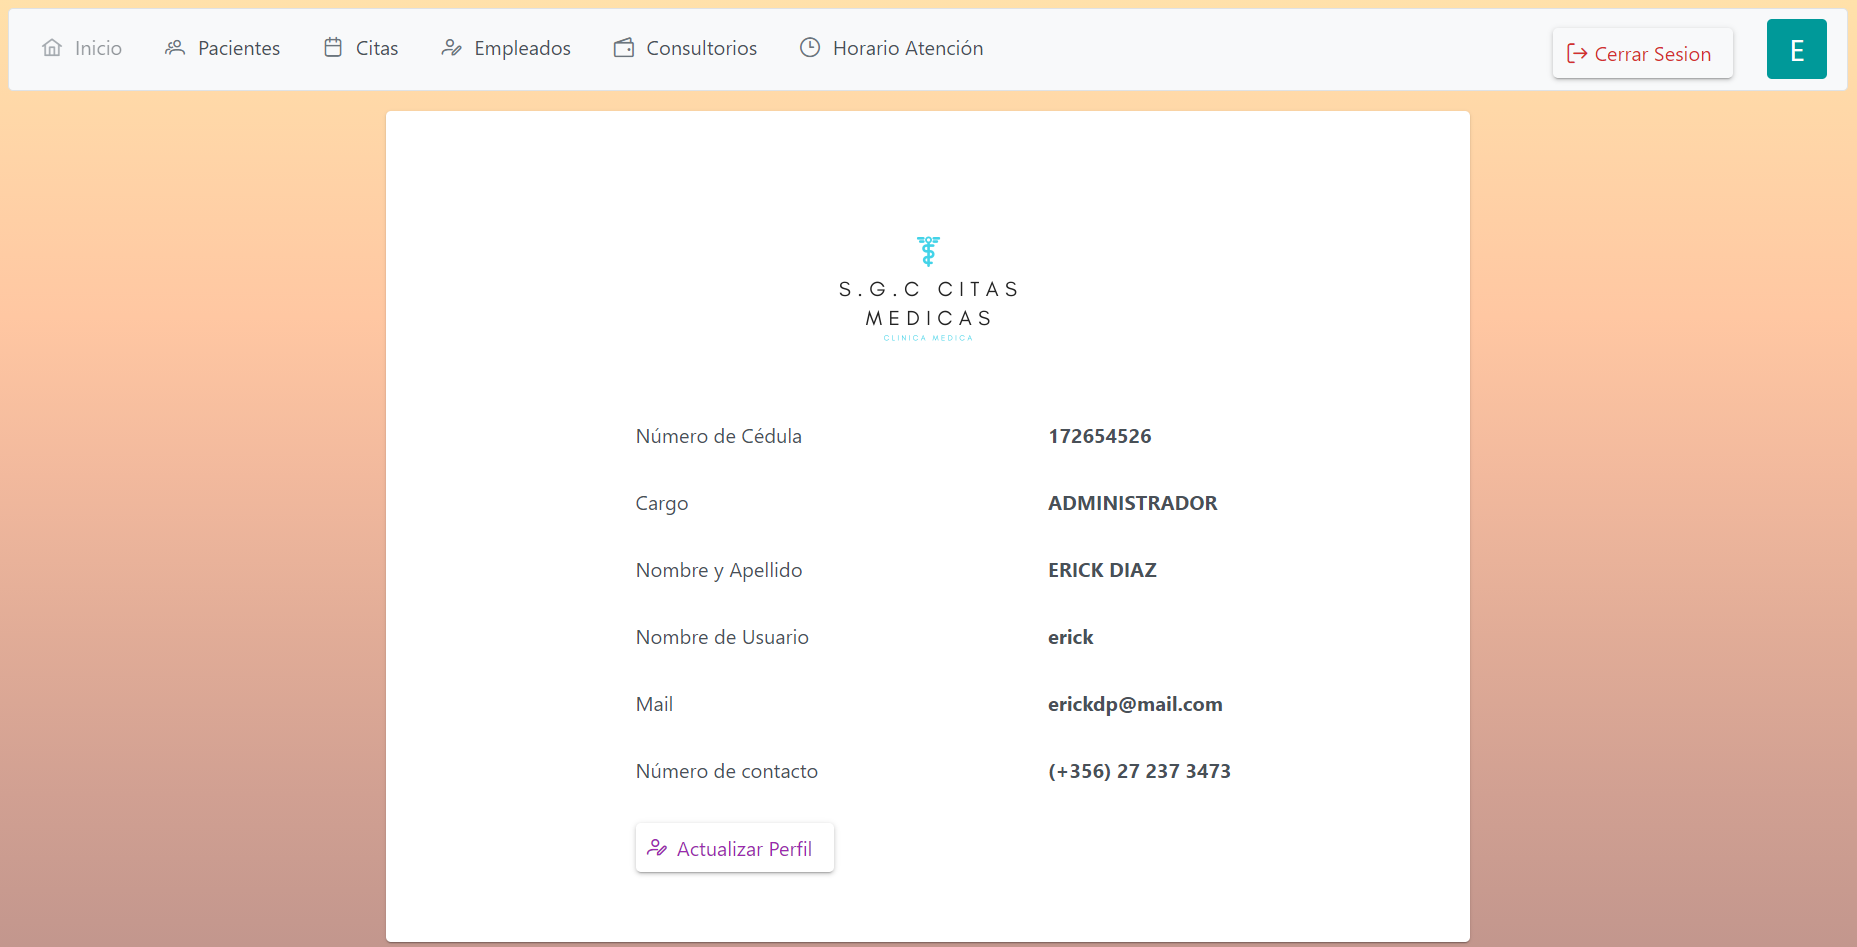 Inicio
Pacientes
Citas
Empleados
Consultorios
Horario Atención
Cerrar Sesion
E
S.G.C CITAS
MEDICAS
CLINICA MEDICA
Número de Cédula 172654526
Cargo ADMINISTRADOR
Nombre y Apellido ERICK DIAZ
Nombre de Usuario erick
Mail erickdp@mail.com
Número de contacto (+356) 27 237 3473
Actualizar Perfil